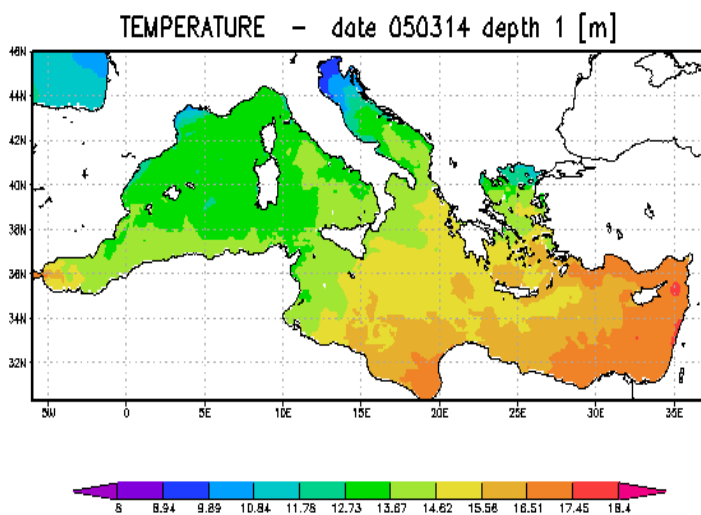 TEMPERATURE - date 050314 depth 1 [m]
46N
44N
42N
40N
38N
36N
34N
32N
5W 0 5E 10E 15E 20E 25E 30E 35E
8 8.94 9.89 10.84 11.78 12.73 13.67 14.62 15.56 16.51 17.45 18.4